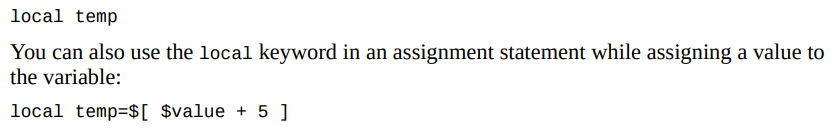 local temp
You can also use the local keyword in an assignment statement while assigning a value to
the variable:
local temp=$[ $value + 5 ]